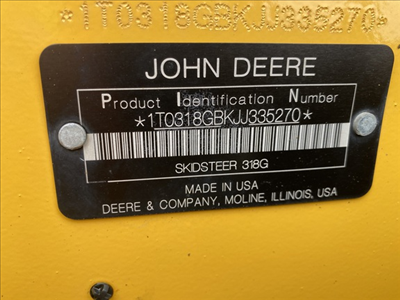 *1T0318GBKJJ335270*
JOHN DEERE
Product Identification Number
*1T0318GBKJJ335270*
SKIDSTEER 318G
MADE IN USA
DEERE & COMPANY, MOLINE, ILLINOIS, USA